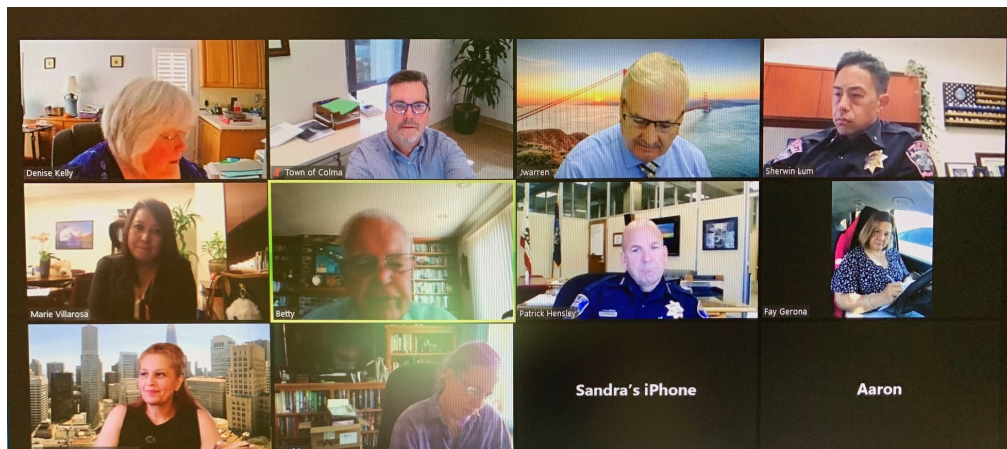 Denise Kelly
Town of Colma
Jwarren
Sherwin Lum
Marie Villarosa
Betty
Patrick Hensley
Fay Gerona
Sandra's iPhone
Aaron